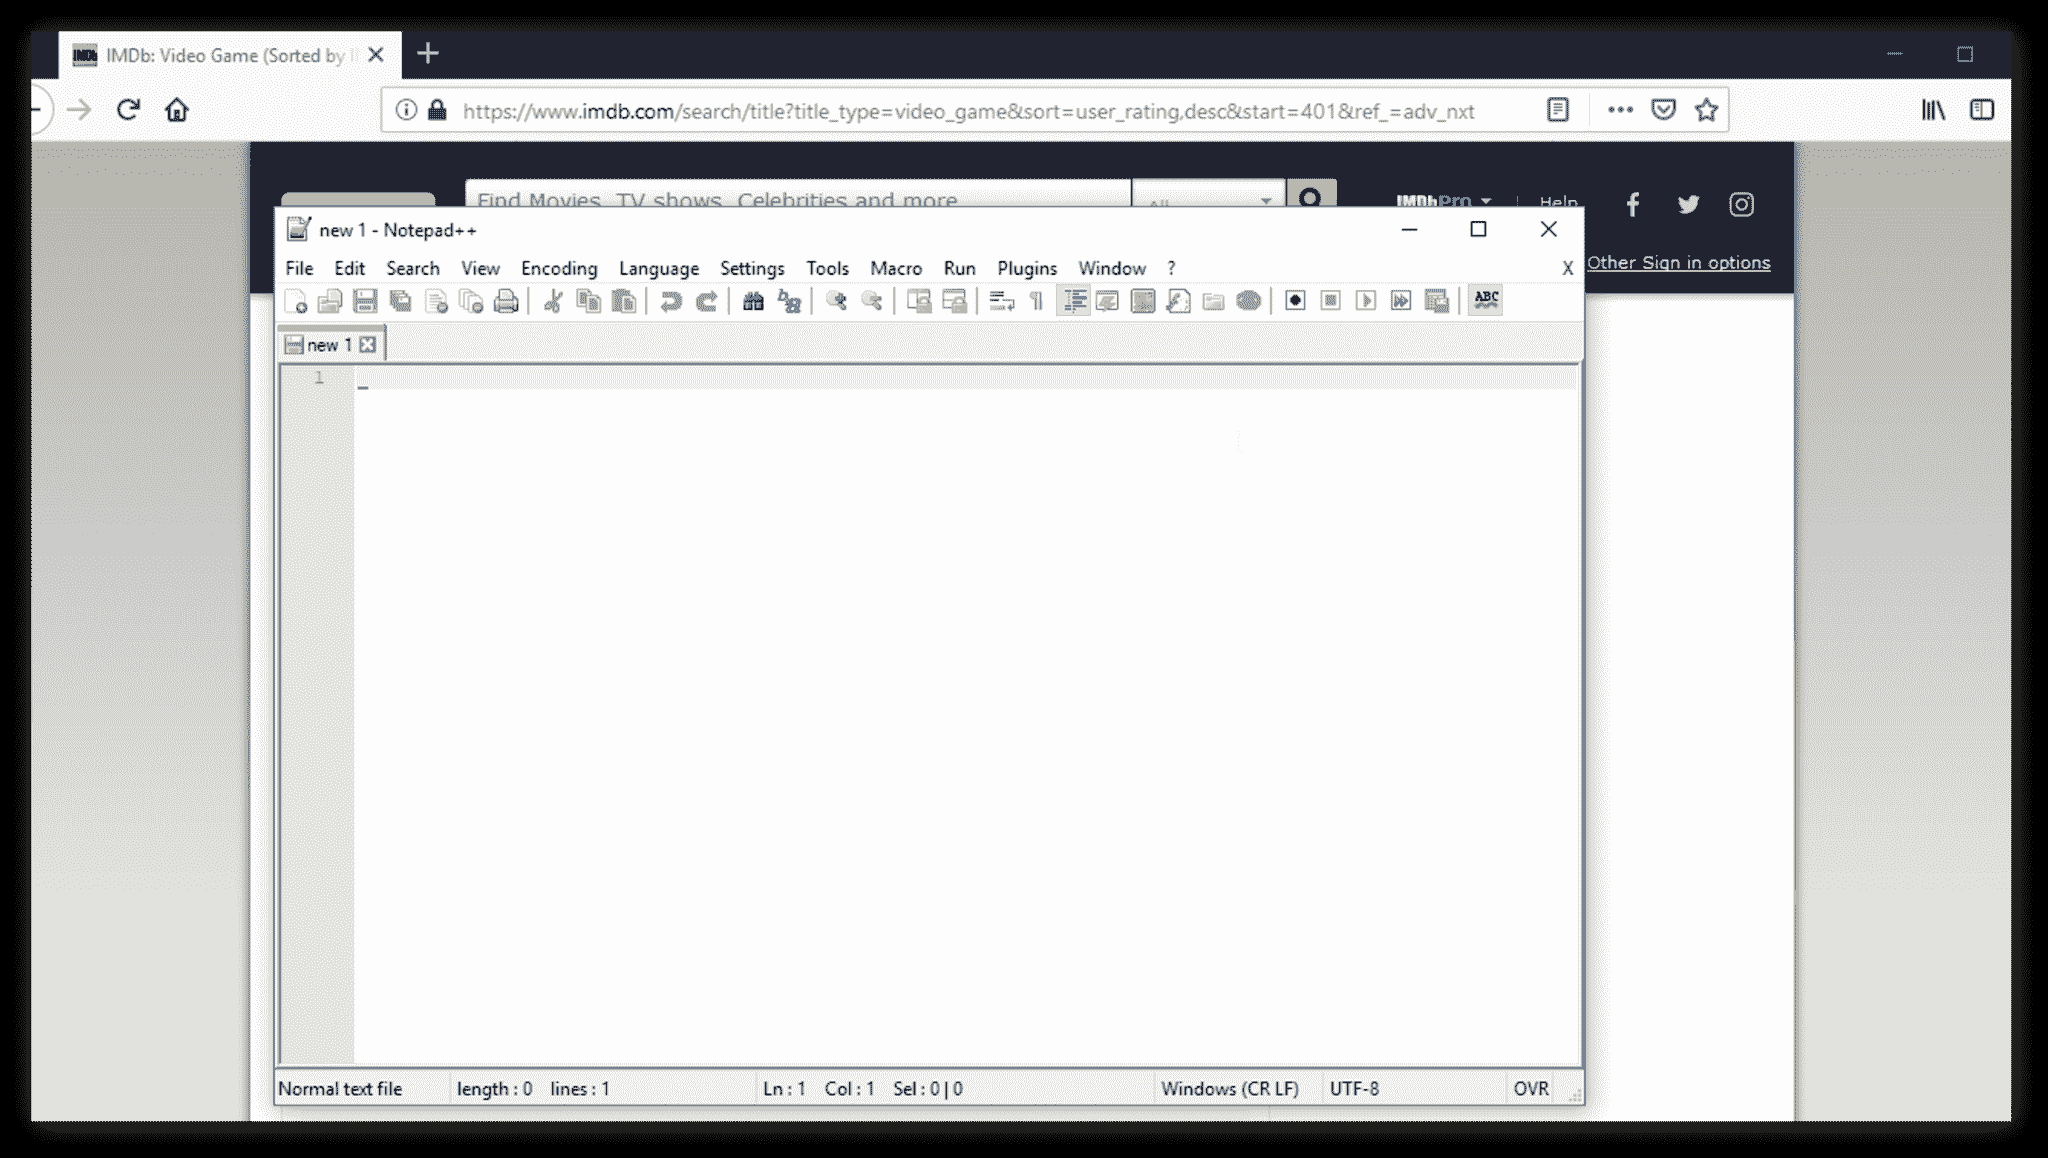 IMDb IMDb: Video Game (Sorted by
https://www.imdb.com/search/title?title_type=video_game&sort=user_rating,desc&start=401&ref_=adv_nxt
Find Movies, TV shows, Celebrities and more
All
IMDbPro
Help
new 1 - Notepad++
File Edit Search View Encoding Language Settings Tools Macro Run Plugins Window ? X
Other Sign in options
ABC
new 1
1
Normal text file length : 0 lines : 1 Ln : 1 Col : 1 Sel : 0 | 0 Windows (CR LF) UTF-8 OVR